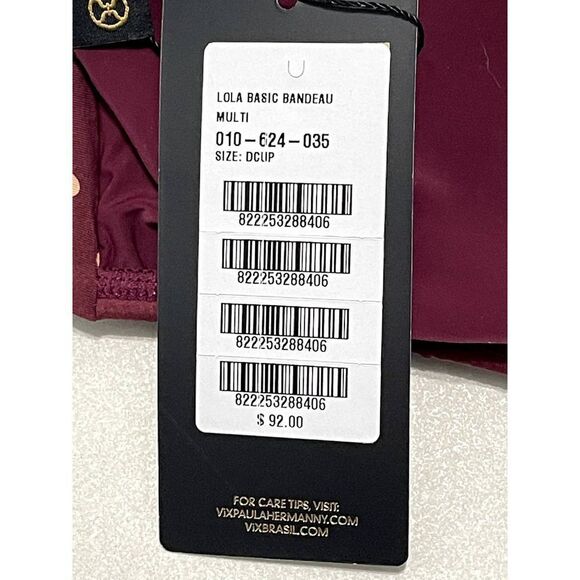 LOLA BASIC BANDEAU
MULTI
010-624-035
SIZE: DCUP
822253288406
822253288406
822253288406
822253288406
$ 92.00
FOR CARE TIPS, VISIT:
ViXPAULAHERMANNY.COM
ViXBRASIL.COM